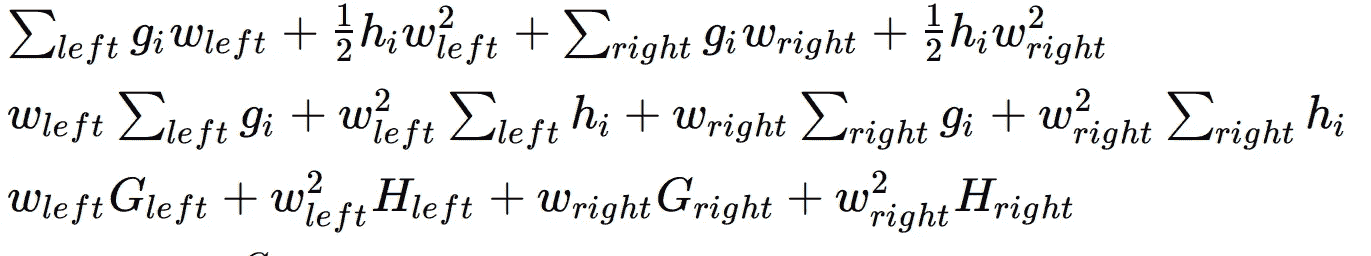 ∑_{left} g_i w_{left} + \frac{1}{2} h_i w_{left}^2 + ∑_{right} g_i w_{right} + \frac{1}{2} h_i w_{right}^2
w_{left} ∑_{left} g_i + w_{left}^2 ∑_{left} h_i + w_{right} ∑_{right} g_i + w_{right}^2 ∑_{right} h_i
w_{left} G_{left} + w_{left}^2 H_{left} + w_{right} G_{right} + w_{right}^2 H_{right}